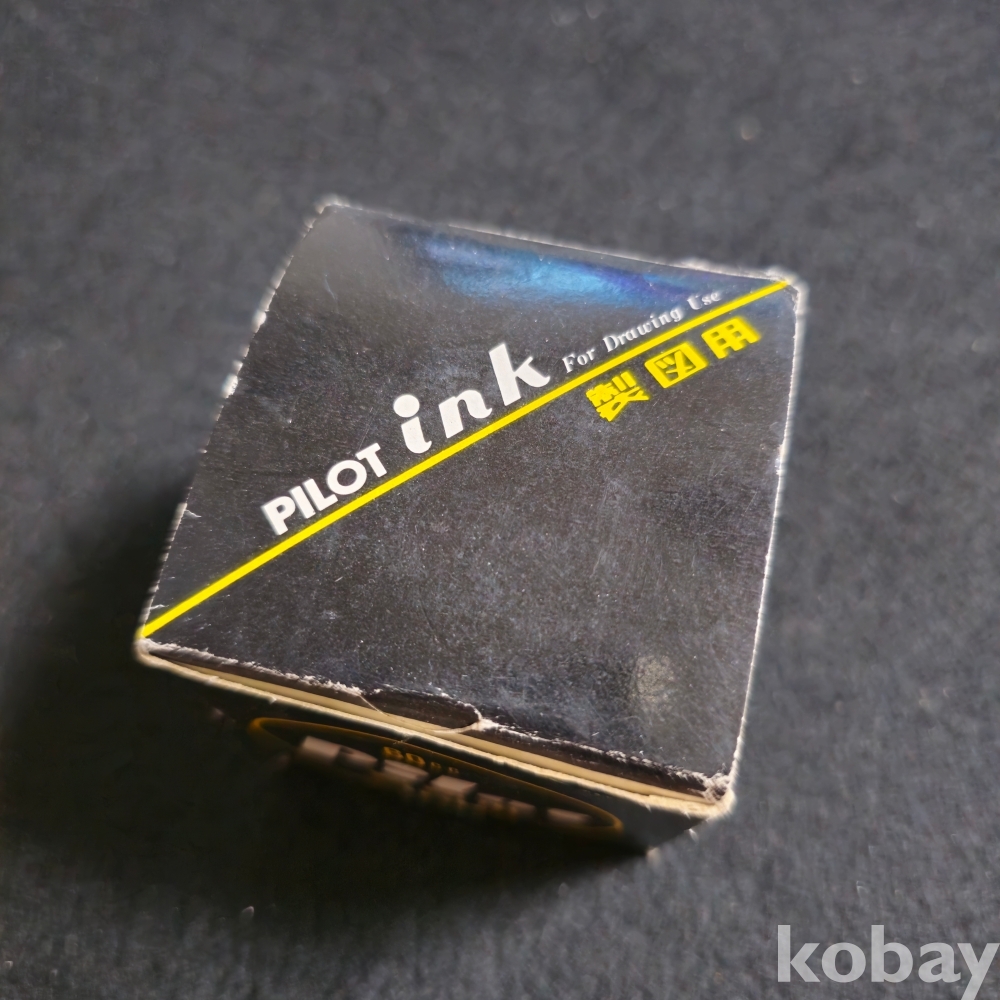 PILOT ink For Drawing Use
製図用
kobay